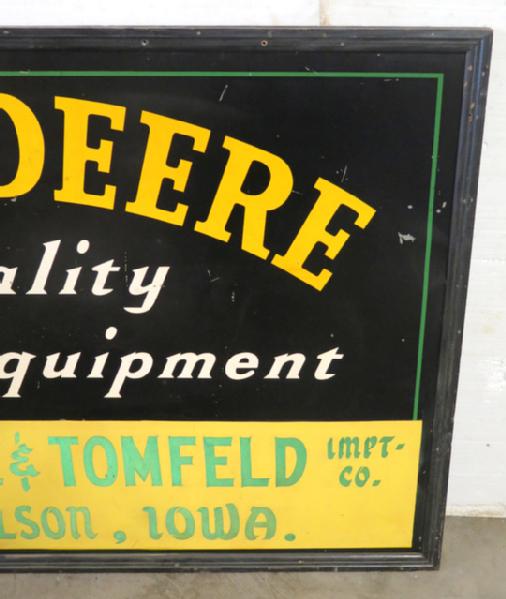 DEERE
ality
quipment
& TOMFELD IMPT-
CO.
LSON, IOWA.